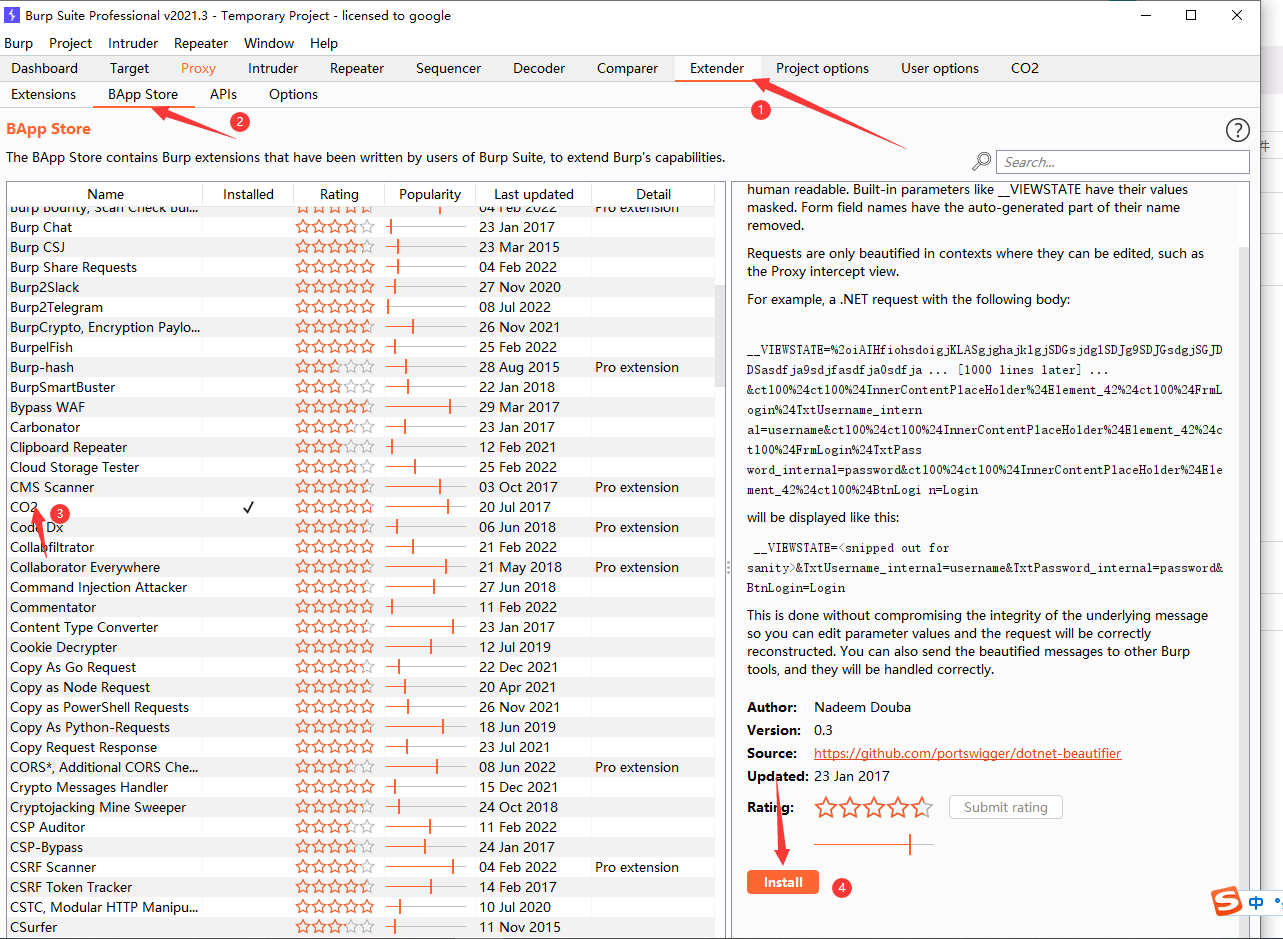 Burp Suite Professional v2021.3 - Temporary Project - licensed to google
Burp Project Intruder Repeater Window Help
Dashboard Target Proxy Intruder Repeater Sequencer Decoder Comparer Extender Project options User options CO2
Extensions BApp Store APIs Options
1
2
BApp Store
?
件
The BApp Store contains Burp extensions that have been written by users of Burp Suite, to extend Burp's capabilities.
Search...
Name Installed Rating Popularity Last updated Detail
Burp Bounty, Scan Check Bui... 04 Feb 2022 Pro extension
Burp Chat 23 Jan 2017
Burp CSJ 23 Mar 2015
Burp Share Requests 04 Feb 2022
Burp2Slack 27 Nov 2020
Burp2Telegram 08 Jul 2022
BurpCrypto, Encryption Paylo... 26 Nov 2021
BurpelFish 25 Feb 2022
Burp-hash 28 Aug 2015 Pro extension
BurpSmartBuster 22 Jan 2018
Bypass WAF 29 Mar 2017
Carbonator 23 Jan 2017
Clipboard Repeater 12 Feb 2021
Cloud Storage Tester 25 Feb 2022
CMS Scanner 03 Oct 2017 Pro extension
CO2 ✓ 20 Jul 2017
3
Code Dx 06 Jun 2018 Pro extension
Collabfiltrator 21 Feb 2022
Collaborator Everywhere 21 May 2018 Pro extension
Command Injection Attacker 27 Jun 2018
Commentator 11 Feb 2022
Content Type Converter 23 Jan 2017
Cookie Decrypter 12 Jul 2019
Copy As Go Request 22 Dec 2021
Copy as Node Request 20 Apr 2021
Copy as PowerShell Requests 26 Nov 2021
Copy As Python-Requests 18 Jun 2019
Copy Request Response 23 Jul 2021
CORS*, Additional CORS Che... 08 Jun 2022 Pro extension
Crypto Messages Handler 15 Dec 2021
Cryptojacking Mine Sweeper 24 Oct 2018
CSP Auditor 11 Feb 2022
CSP-Bypass 24 Jan 2017
CSRF Scanner 04 Feb 2022 Pro extension
CSRF Token Tracker 14 Feb 2017
CSTC, Modular HTTP Manipu... 10 Jul 2020
CSurfer 11 Nov 2015
human readable. Built-in parameters like __VIEWSTATE have their values
masked. Form field names have the auto-generated part of their name
removed.
Requests are only beautified in contexts where they can be edited, such as
the Proxy intercept view.
For example, a .NET request with the following body:
__VIEWSTATE=%2oiAIHfiohsdoigjKLASgjghajklgjSDGsjdglSDJg9SDJGsdgjSGJD
DSasdfja9sdjfasdfja0sdfja ... [1000 lines later] ...
&ct100%24ct100%24InnerContentPlaceHolder%24Element_42%24ct100%24FrmL
ogin%24TxtUsername_intern
al=username&ct100%24ct100%24InnerContentPlaceHolder%24Element_42%24c
t100%24FrmLogin%24TxtPass
word_internal=password&ct100%24ct100%24InnerContentPlaceHolder%24Ele
ment_42%24ct100%24BtnLogi n=Login
will be displayed like this:
__VIEWSTATE=<snipped out for
sanity>&TxtUsername_internal=username&TxtPassword_internal=password&
BtnLogin=Login
This is done without compromising the integrity of the underlying message
so you can edit parameter values and the request will be correctly
reconstructed. You can also send the beautified messages to other Burp
tools, and they will be handled correctly.
Author: Nadeem Douba
Version: 0.3
Source: https://github.com/portswigger/dotnet-beautifier
Updated: 23 Jan 2017
Rating: Submit rating
Install
4
S 中